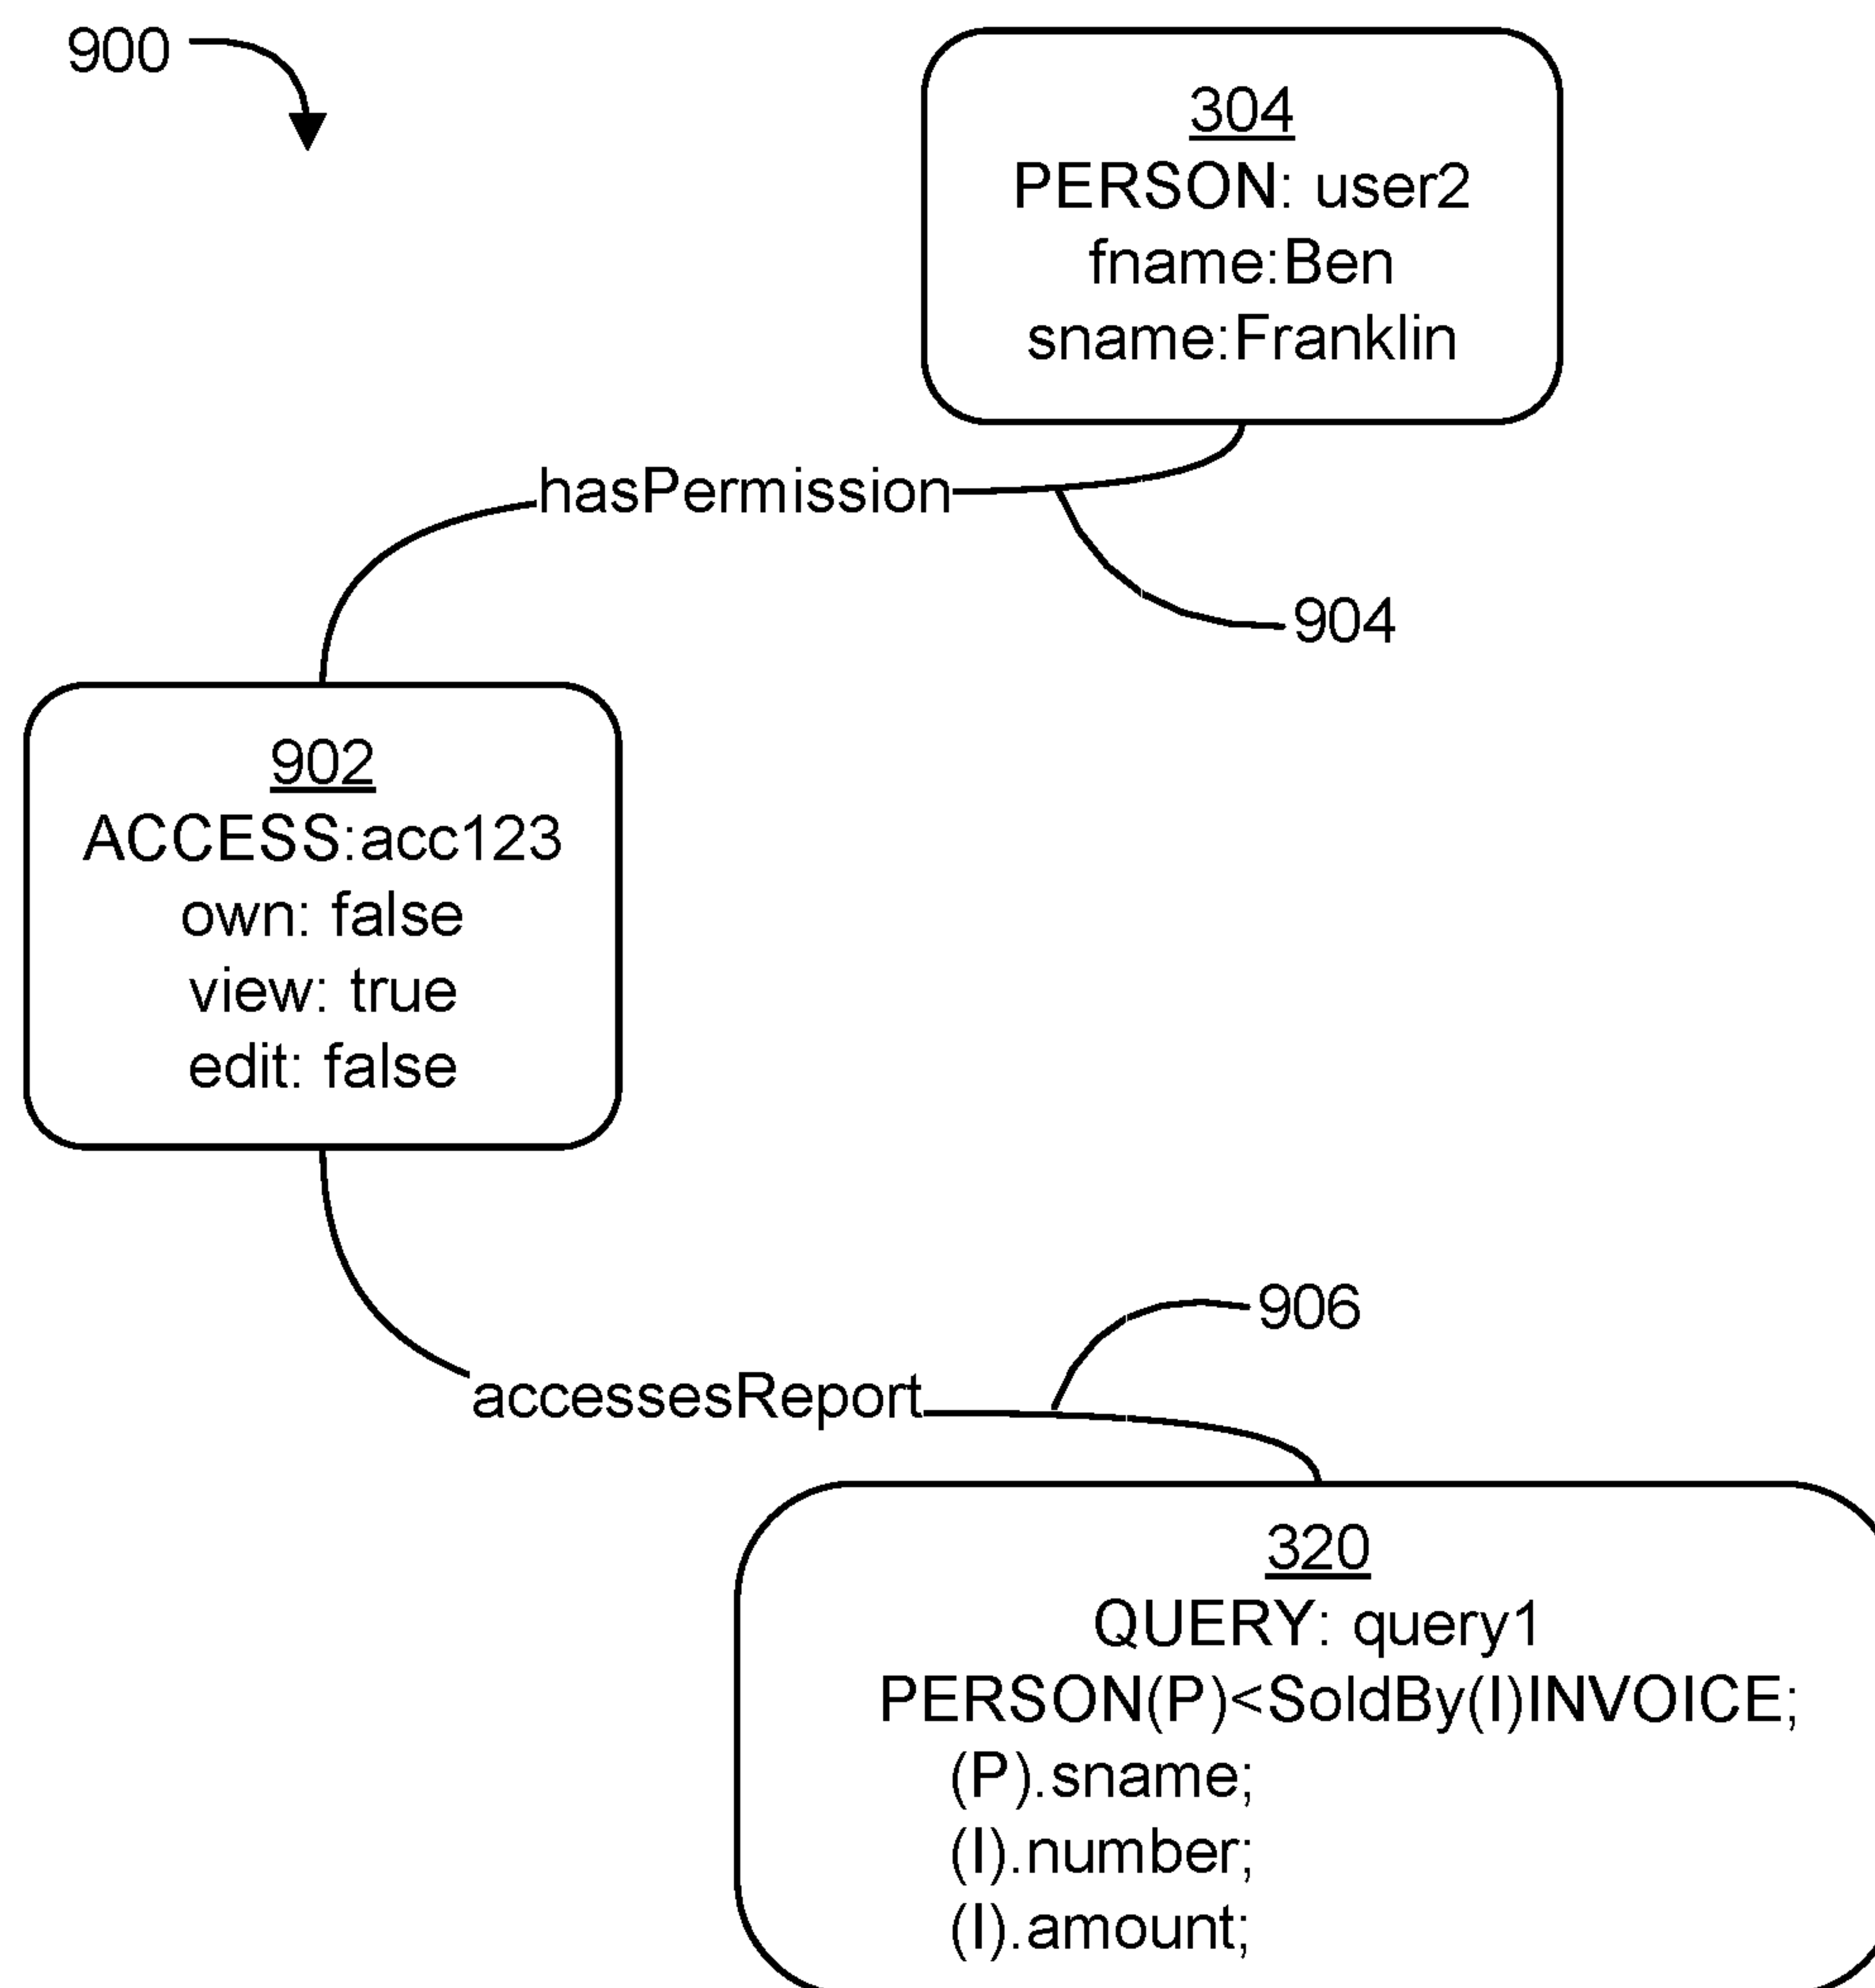 900
304
PERSON: user2
fname:Ben
sname:Franklin
hasPermission
904
902
ACCESS:acc123
own: false
view: true
edit: false
906
accessesReport
320
QUERY: query1
PERSON(P)<SoldBy(I)INVOICE;
(P).sname;
(I).number;
(I).amount;